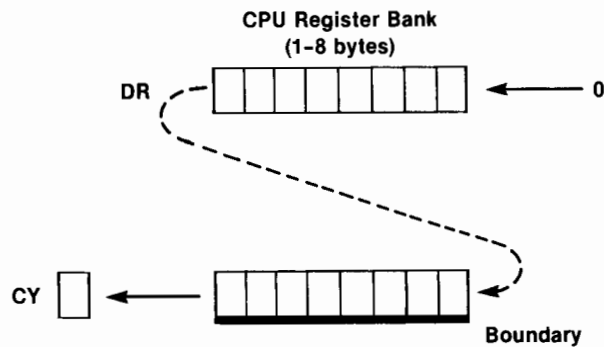 CPU Register Bank
(1–8 bytes)
DR
0
CY
Boundary